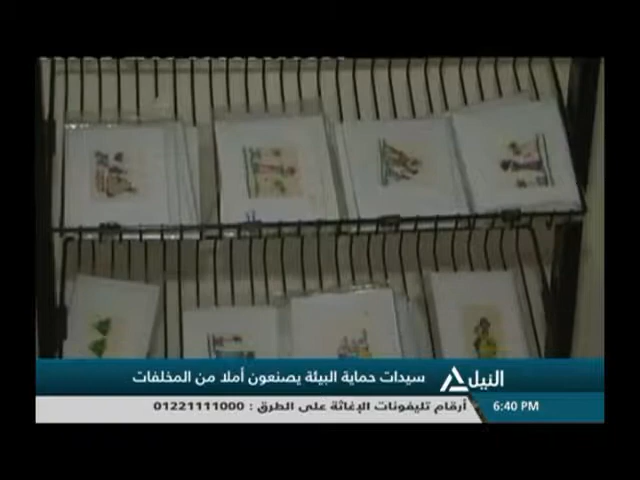 سيدات حماية البيئة يصنعون أملا من المخلفات
النيل
أرقام تليفونات الإغاثة على الطرق : 01221111000
6:40 PM